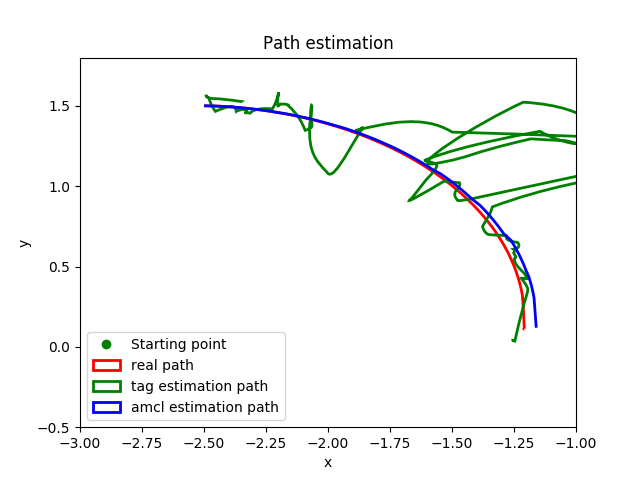 Path estimation
y
1.5
1.0
0.5
0.0
−0.5
Starting point
real path
tag estimation path
amcl estimation path
−3.00 −2.75 −2.50 −2.25 −2.00 −1.75 −1.50 −1.25 −1.00
x